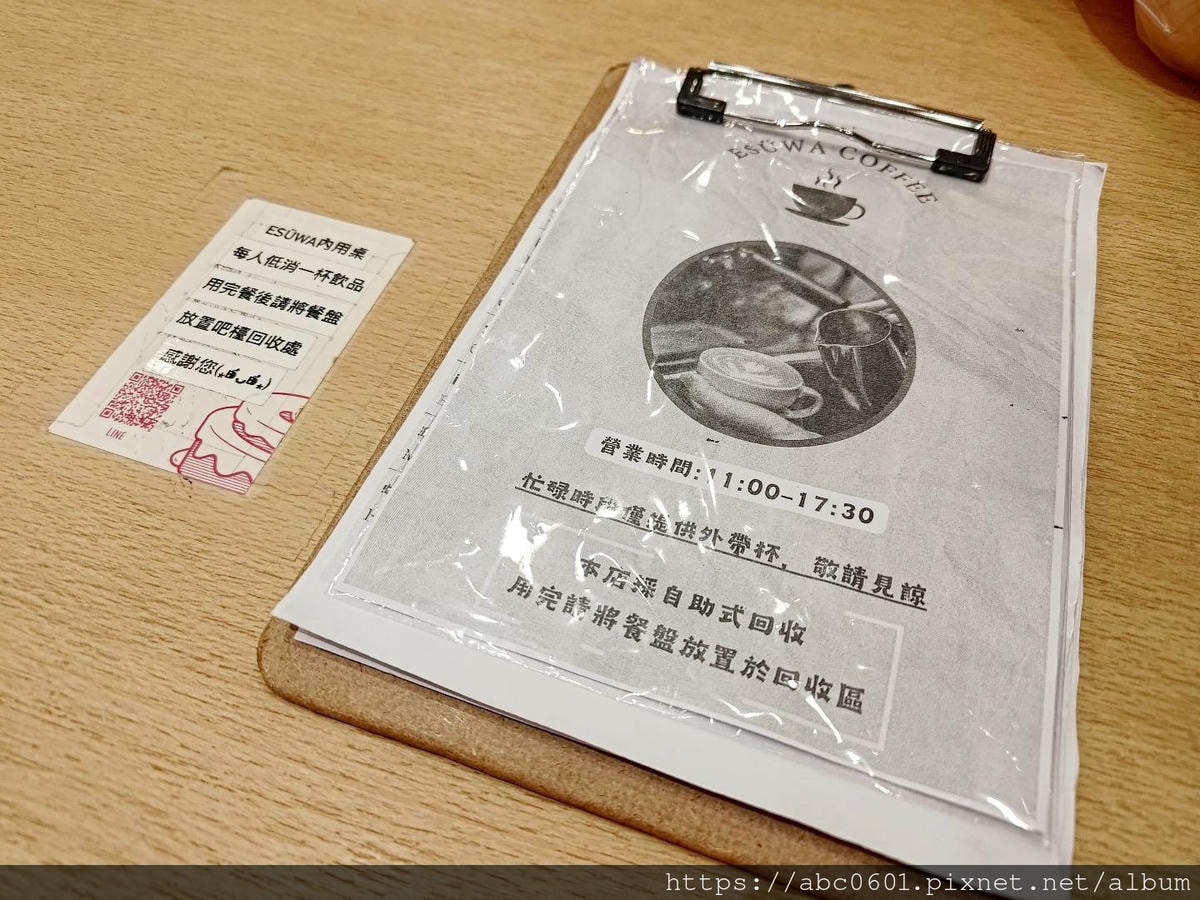 ESÜWA內用桌
每人低消一杯飲品
用完餐後請將餐盤
放置吧檯回收處
感謝您
LINE
ESÜWA COFFEE
營業時間:11:00-17:30
忙碌時段僅提供外帶杯，敬請見諒
本店採自助式回收
用完請將餐盤放置於回收區
https://abc0601.pixnet.net/album